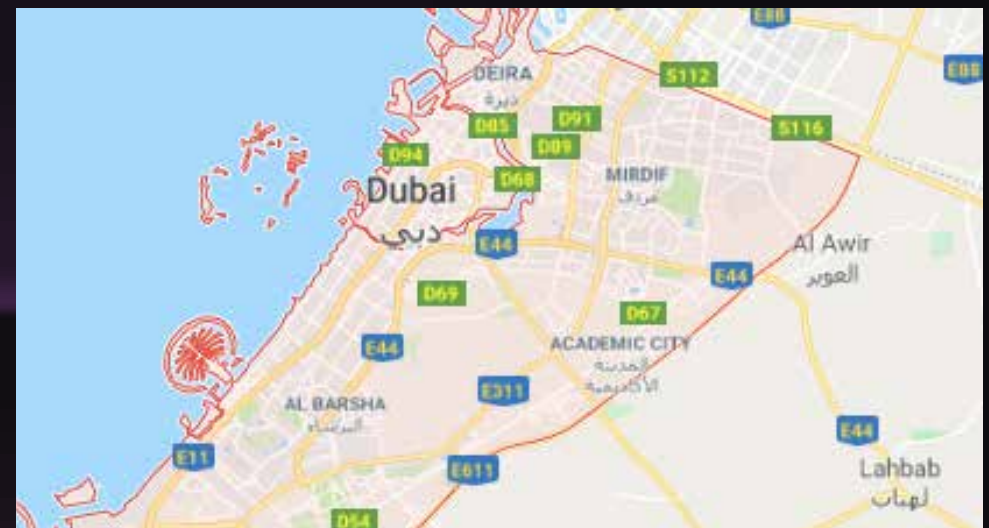 E88
DEIRA
ديرة
S112
E88
D85
D91
S116
D89
D94
D68
MIRDIF
مردف
Dubai
دبي
E44
Al Awir
العوير
E44
D69
D67
E44
ACADEMIC CITY
المدينة
الأكاديمية
E311
AL BARSHA
البرشاء
E44
E11
E611
Lahbab
لهباب
D54